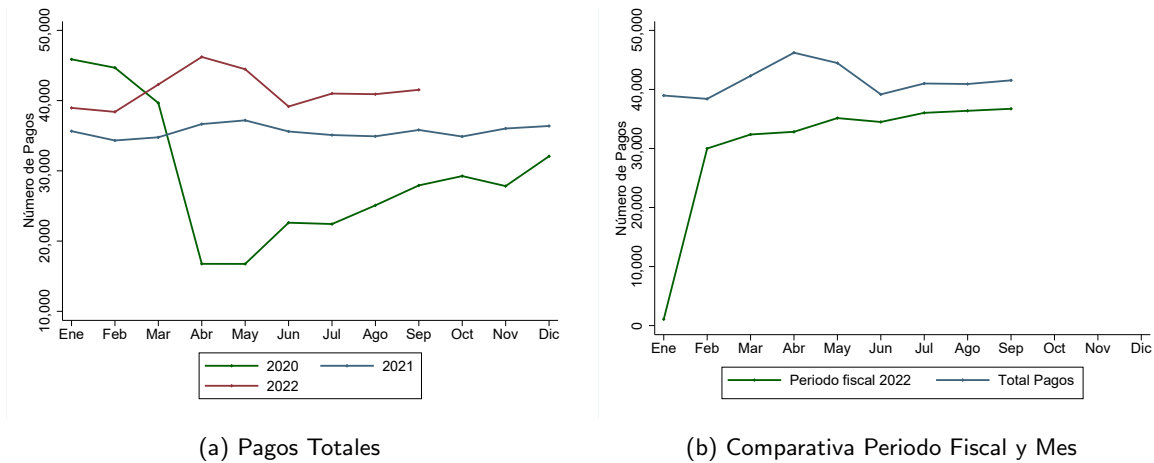 50,000
40,000
30,000
20,000
10,000
Número de Pagos
Ene Feb Mar Abr May Jun Jul Ago Sep Oct Nov Dic
2020 2021
2022
(a) Pagos Totales
50,000
40,000
30,000
20,000
10,000
0
Número de Pagos
Ene Feb Mar Abr May Jun Jul Ago Sep Oct Nov Dic
Periodo fiscal 2022 Total Pagos
(b) Comparativa Periodo Fiscal y Mes